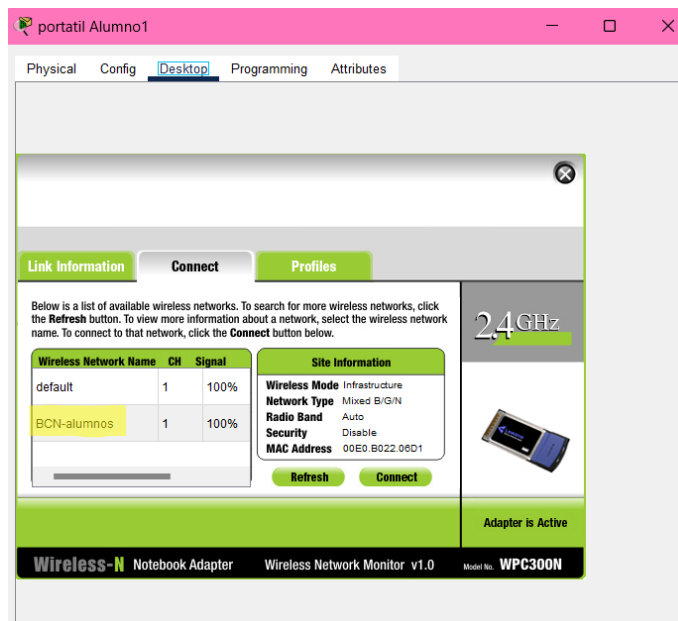 portatil Alumno1
Physical Config Desktop Programming Attributes
Link Information Connect Profiles
Below is a list of available wireless networks. To search for more wireless networks, click
the Refresh button. To view more information about a network, select the wireless network
name. To connect to that network, click the Connect button below.
2,4GHz
Wireless Network Name CH Signal
default 1 100%
BCN-alumnos 1 100%
Site Information
Wireless Mode Infrastructure
Network Type Mixed B/G/N
Radio Band Auto
Security Disable
MAC Address 00E0.B022.06D1
Refresh Connect
Adapter is Active
Wireless-N Notebook Adapter Wireless Network Monitor v1.0 Model No. WPC300N